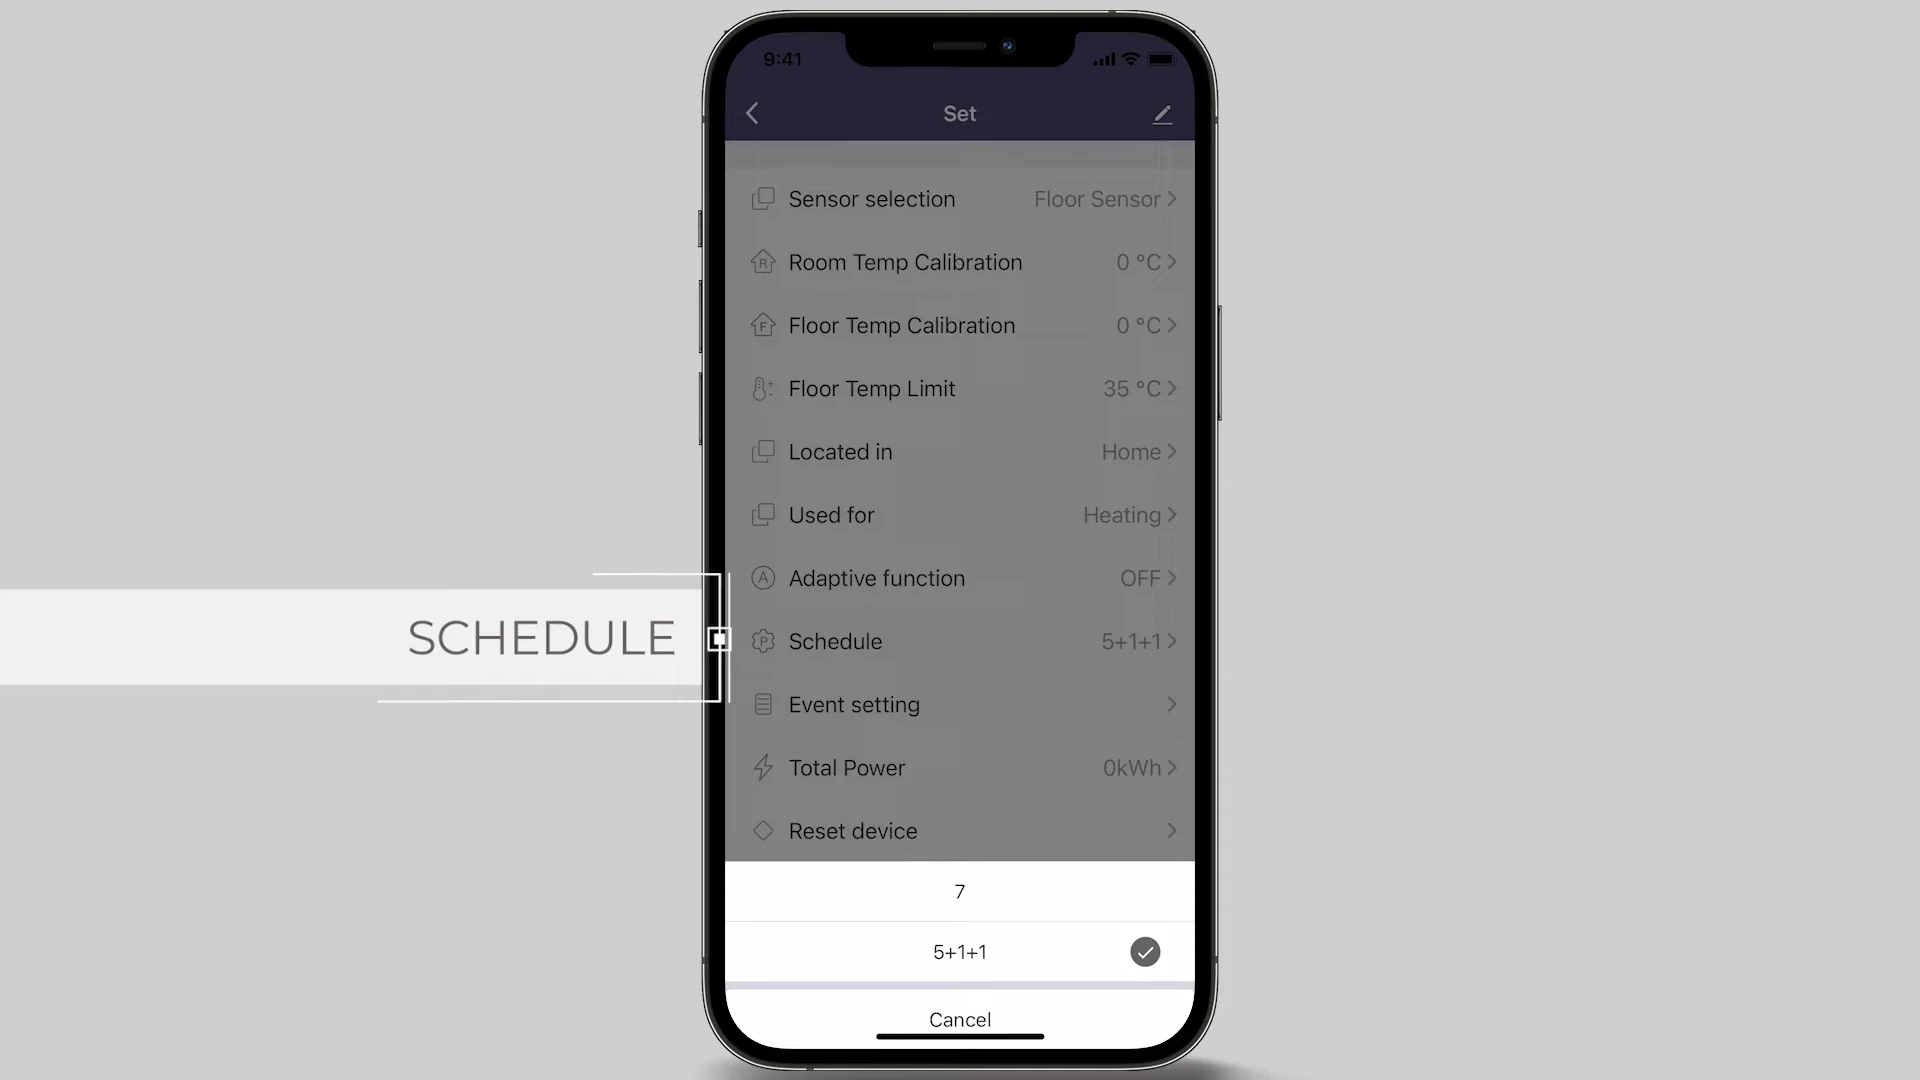 9:41
Set
Sensor selection Floor Sensor
Room Temp Calibration 0 °C
Floor Temp Calibration 0 °C
Floor Temp Limit 35 °C
Located in Home
Used for Heating
Adaptive function OFF
SCHEDULE
Schedule 5+1+1
Event setting
Total Power 0kWh
Reset device
7
5+1+1
Cancel